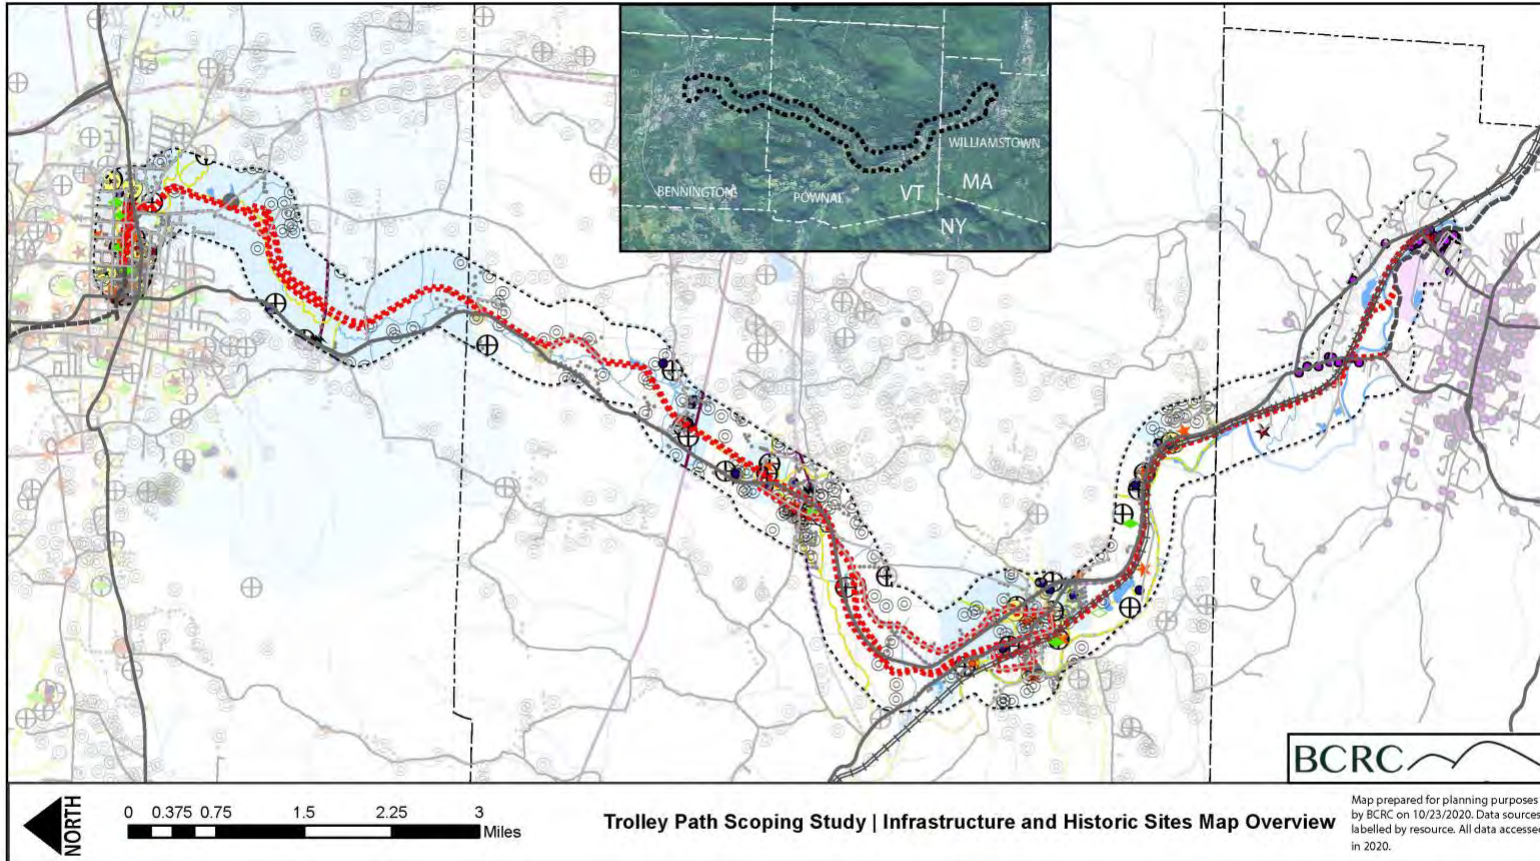 BENNINGTON
POWNAL
VT
MA
WILLIAMSTOWN
NY
BCRC
NORTH
0 0.375 0.75 1.5 2.25 3
Miles
Trolley Path Scoping Study | Infrastructure and Historic Sites Map Overview
Map prepared for planning purposes
by BCRC on 10/23/2020. Data sources
labelled by resource. All data accessed
in 2020.